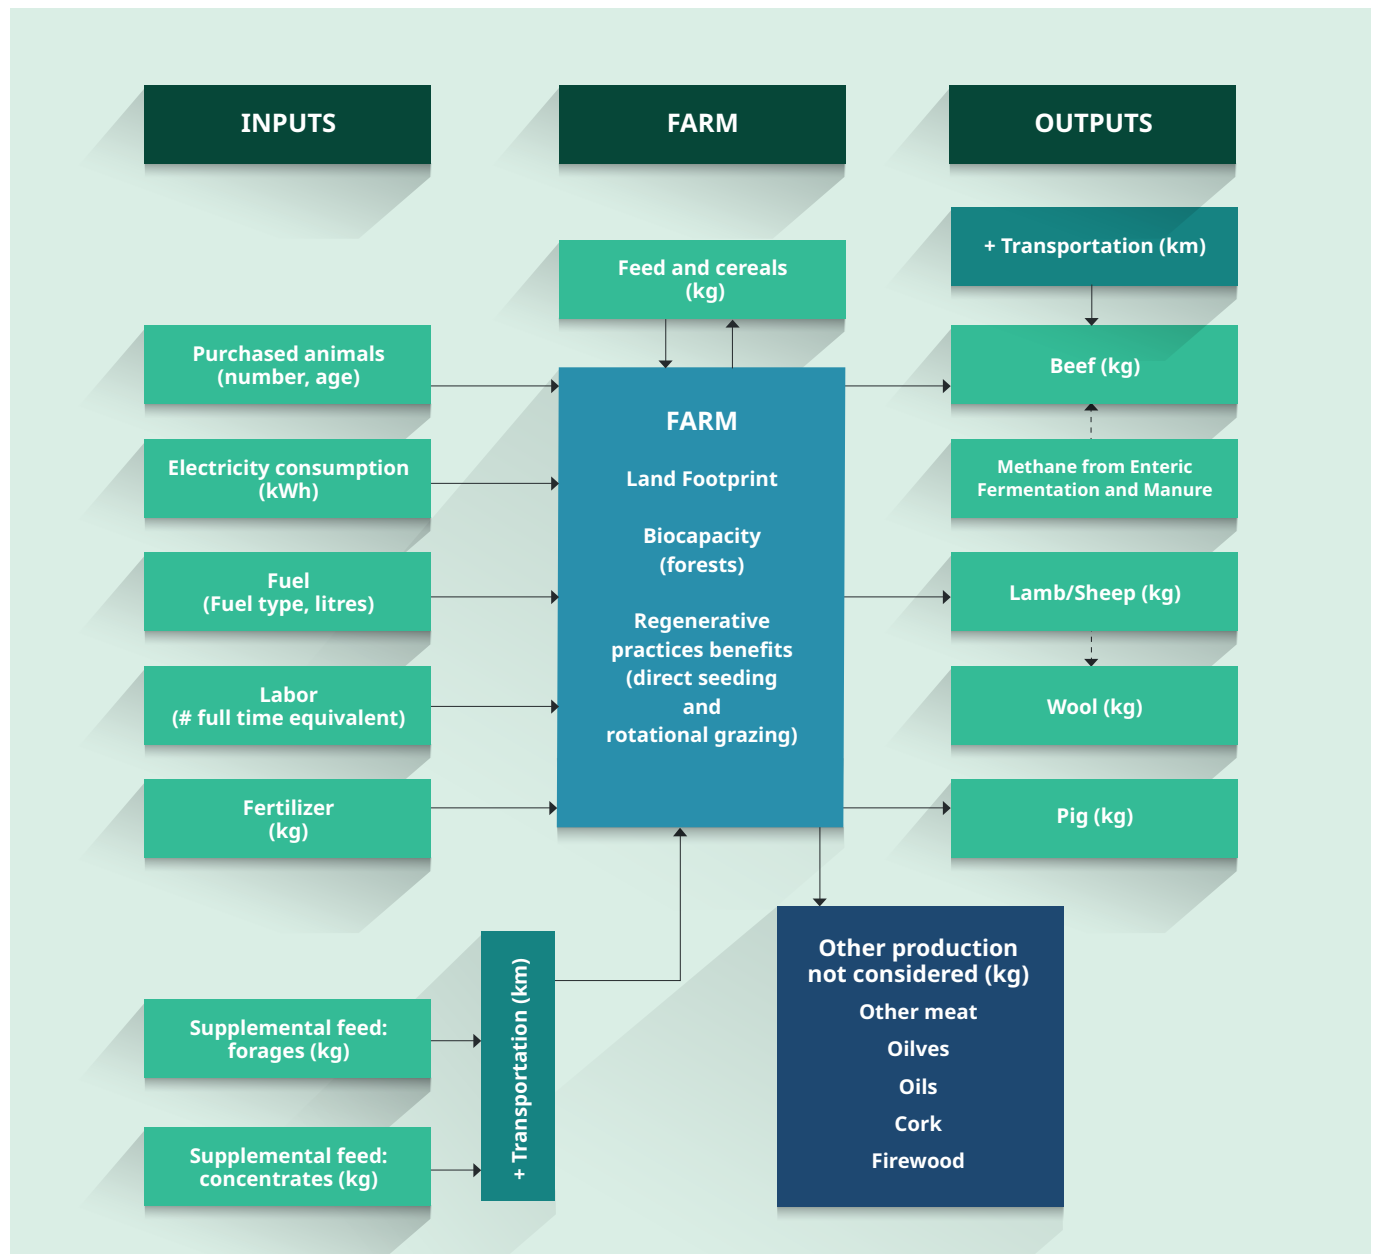 INPUTS
FARM
OUTPUTS
+ Transportation (km)
Feed and cereals
(kg)
Purchased animals
(number, age)
Electricity consumption
(kWh)
Fuel
(Fuel type, litres)
Labor
(# full time equivalent)
Fertilizer
(kg)
FARM
Land Footprint
Biocapacity
(forests)
Regenerative
practices benefits
(direct seeding
and
rotational grazing)
Beef (kg)
Methane from Enteric
Fermentation and Manure
Lamb/Sheep (kg)
Wool (kg)
Pig (kg)
Supplemental feed:
forages (kg)
Supplemental feed:
concentrates (kg)
+ Transportation (km)
Other production
not considered (kg)
Other meat
Oilves
Oils
Cork
Firewood